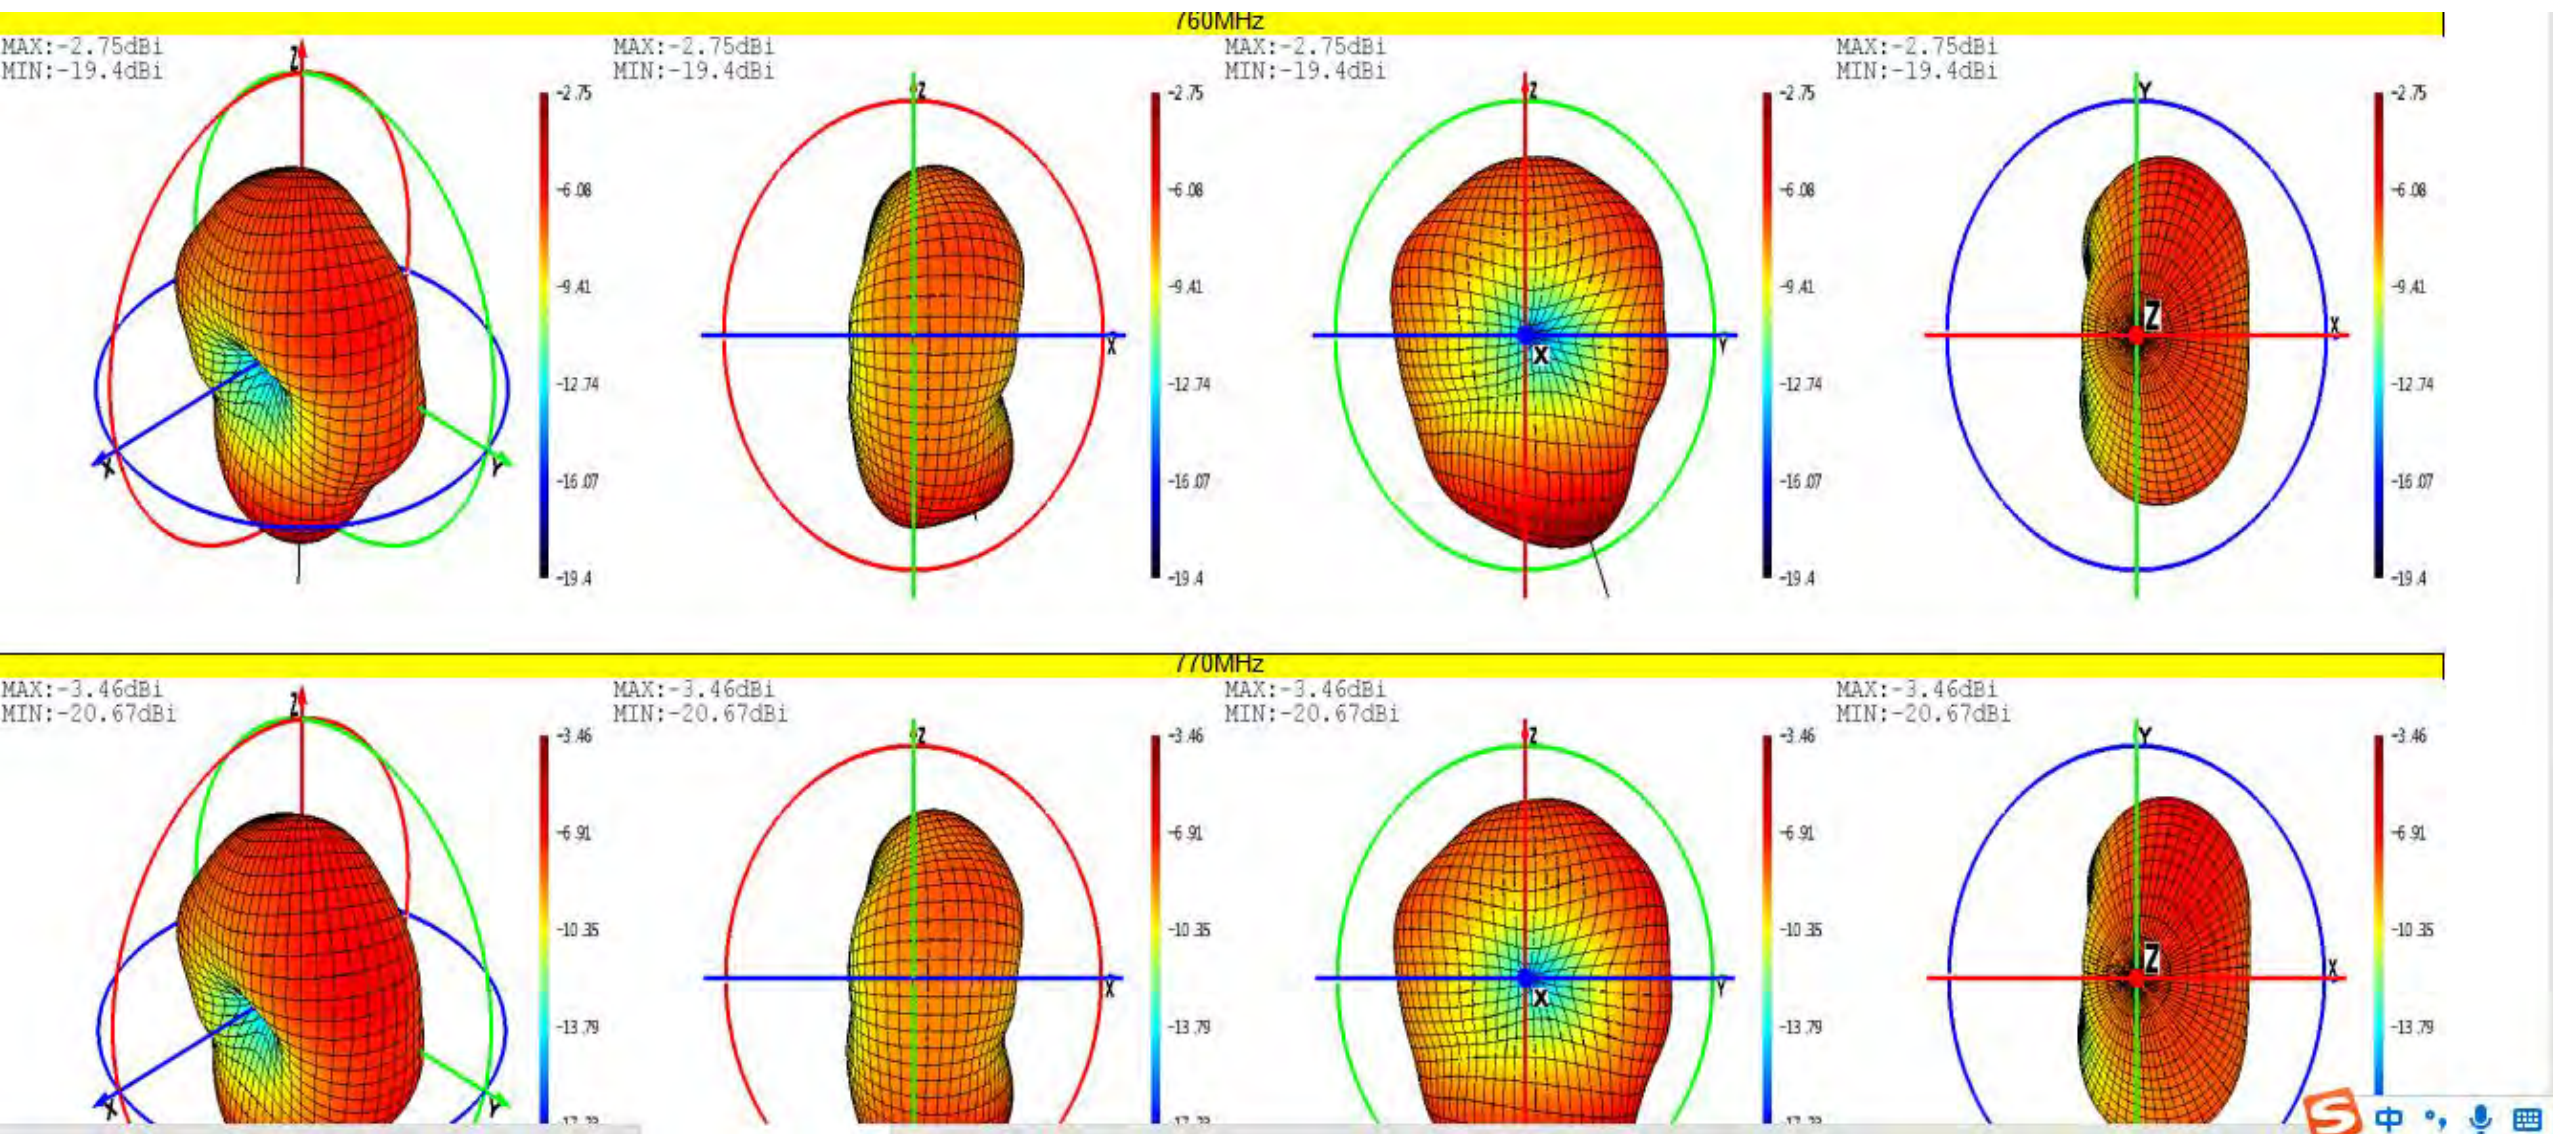 760MHz
MAX:-2.75dBi
MIN:-19.4dBi
Z
X
Y
-2.75
-6.08
-9.41
-12.74
-16.07
-19.4
MAX:-2.75dBi
MIN:-19.4dBi
Z
X
-2.75
-6.08
-9.41
-12.74
-16.07
-19.4
MAX:-2.75dBi
MIN:-19.4dBi
Z
X
Y
-2.75
-6.08
-9.41
-12.74
-16.07
-19.4
MAX:-2.75dBi
MIN:-19.4dBi
Y
Z
X
-2.75
-6.08
-9.41
-12.74
-16.07
-19.4
770MHz
MAX:-3.46dBi
MIN:-20.67dBi
Z
X
Y
-3.46
-6.91
-10.35
-13.79
MAX:-3.46dBi
MIN:-20.67dBi
Z
X
-3.46
-6.91
-10.35
-13.79
MAX:-3.46dBi
MIN:-20.67dBi
Z
X
Y
-3.46
-6.91
-10.35
-13.79
MAX:-3.46dBi
MIN:-20.67dBi
Y
Z
X
-3.46
-6.91
-10.35
-13.79
S 中 °,